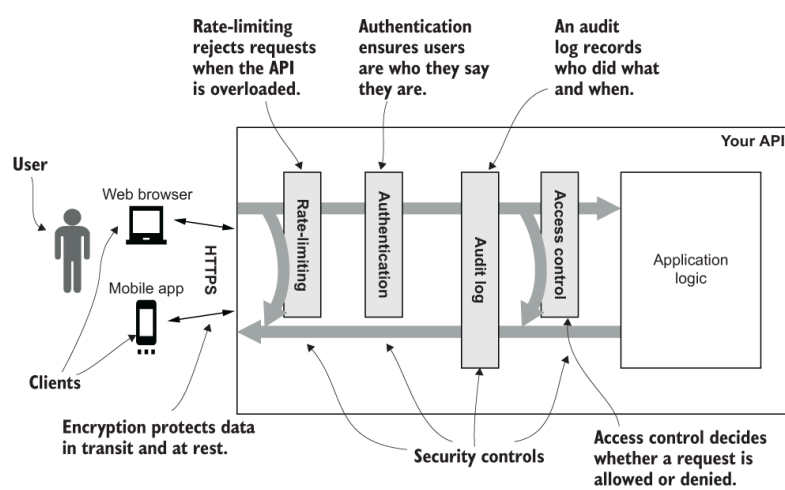 Rate-limiting
rejects requests
when the API
is overloaded.
Authentication
ensures users
are who they say
they are.
An audit
log records
who did what
and when.
Your API
User
Web browser
HTTPS
Rate-limiting
Authentication
Audit log
Access control
Application
logic
Mobile app
Clients
Encryption protects data
in transit and at rest.
Security controls
Access control decides
whether a request is
allowed or denied.